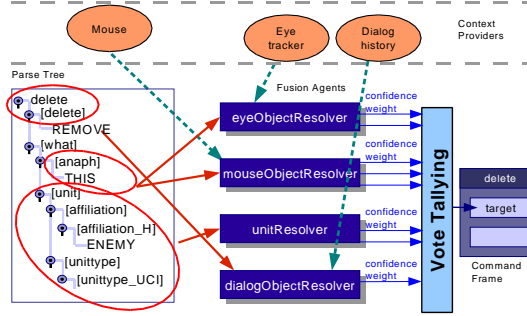 Mouse
Eye
tracker
Dialog
history
Context
Providers
Parse Tree
Fusion Agents
delete
[delete]
REMOVE
[what]
[anaph]
THIS
[unit]
[affiliation]
[affiliation_H]
ENEMY
[unittype]
[unittype_UCI]
eyeObjectResolver
mouseObjectResolver
unitResolver
dialogObjectResolver
confidence
weight
confidence
weight
confidence
weight
confidence
weight
Vote Tallying
delete
target
Command
Frame